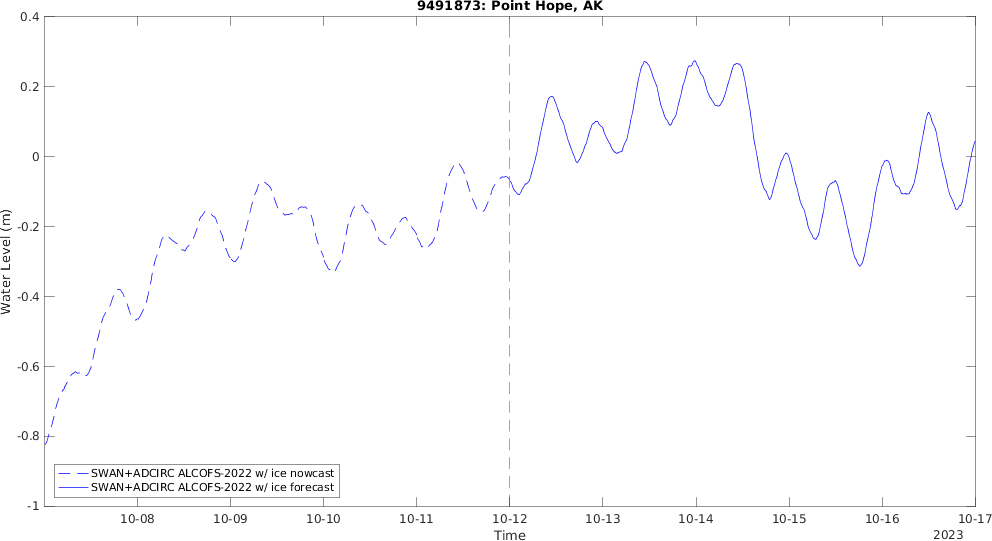 9491873: Point Hope, AK
0.4
0.2
0
-0.2
-0.4
-0.6
-0.8
-1
Water Level (m)
SWAN+ADCIRC ALCOFS-2022 w/ ice nowcast
SWAN+ADCIRC ALCOFS-2022 w/ ice forecast
10-08 10-09 10-10 10-11 10-12 10-13 10-14 10-15 10-16 10-17
Time
2023